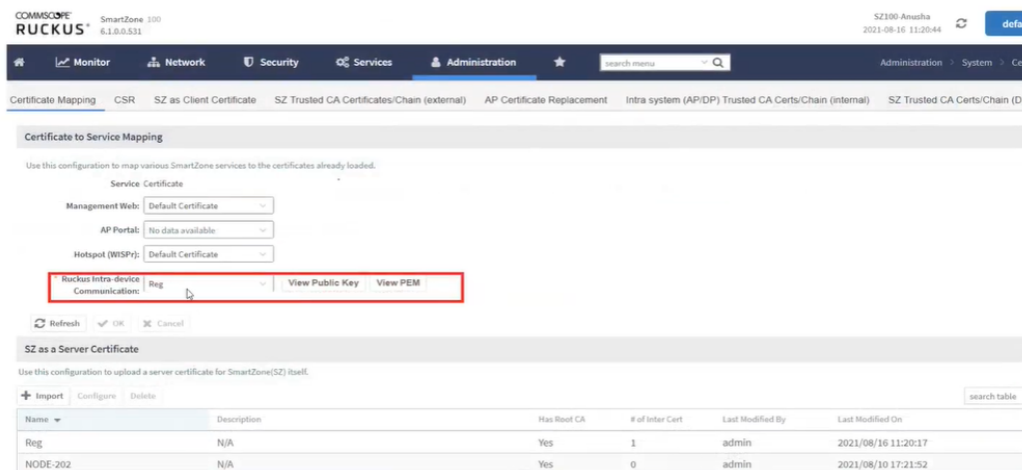 COMMSCOPE
RUCKUS®
SmartZone 100
6.1.0.0.531
SZ100-Anusha
2021-08-16 11:20:44
defa
Monitor Network Security Services Administration search menu Administration > System > Ce
Certificate Mapping CSR SZ as Client Certificate SZ Trusted CA Certificates/Chain (external) AP Certificate Replacement Intra system (AP/DP) Trusted CA Certs/Chain (internal) SZ Trusted CA Certs/Chain (D
Certificate to Service Mapping
Use this configuration to map various SmartZone services to the certificates already loaded.
Service Certificate
Management Web: Default Certificate
AP Portal: No data available
Hotspot (WISPr): Default Certificate
* Ruckus Intra-device
Communication: Reg View Public Key View PEM
Refresh OK Cancel
SZ as a Server Certificate
Use this configuration to upload a server certificate for SmartZone(SZ) itself.
Import Configure Delete search table
Name Description Has Root CA # of Inter Cert Last Modified By Last Modified On
Reg N/A Yes 1 admin 2021/08/16 11:20:17
NODE-202 N/A Yes 0 admin 2021/08/10 17:21:52